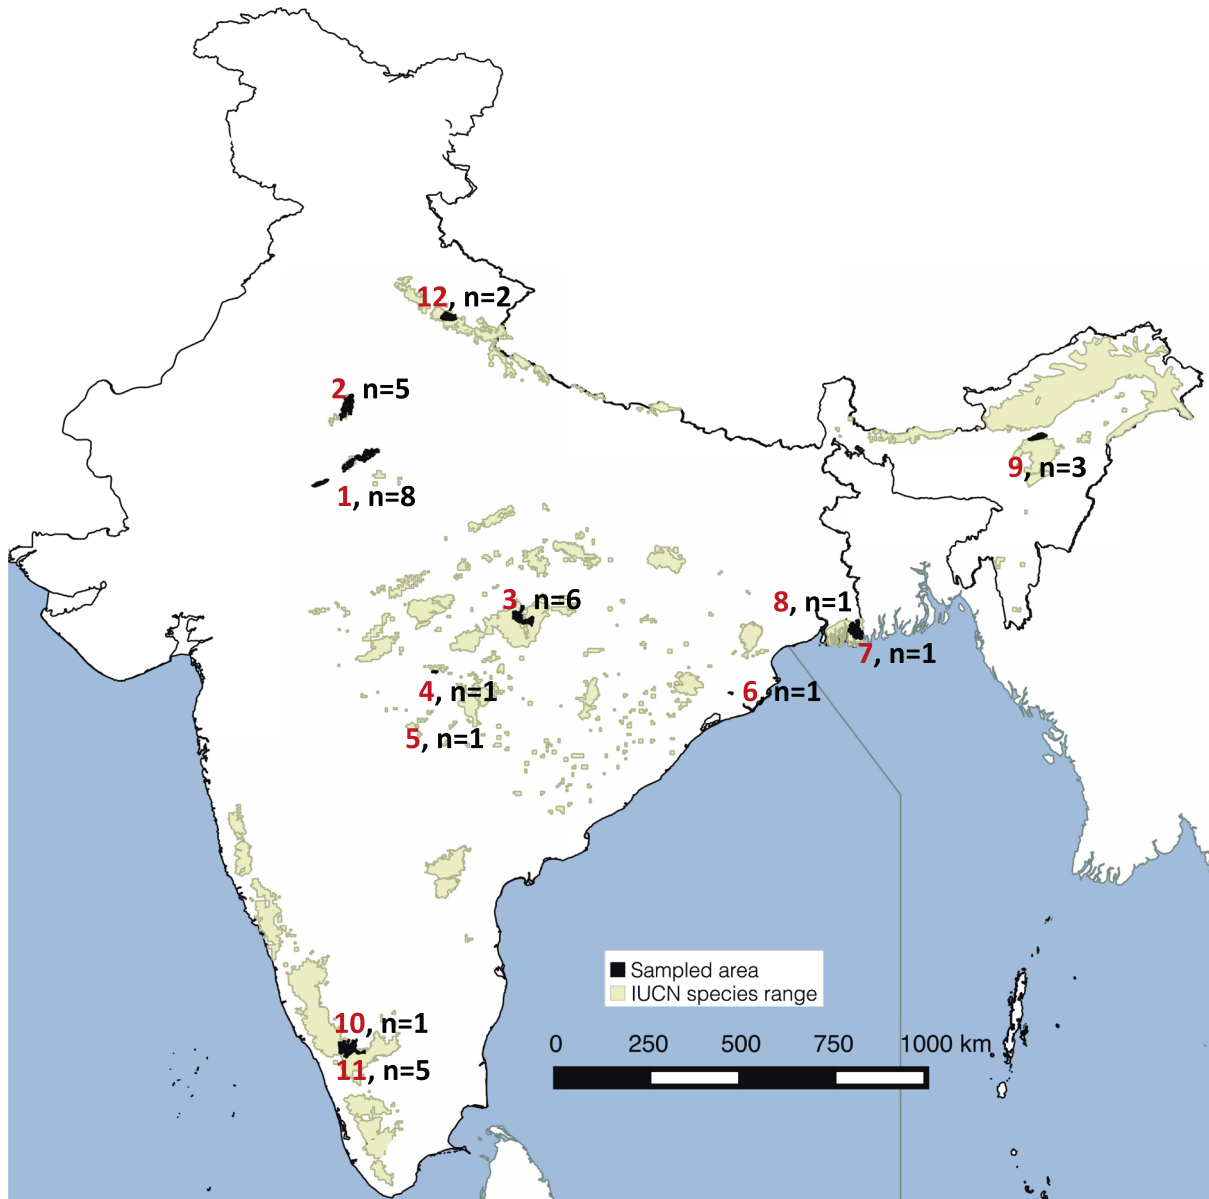 12, n=2
2 n=5
1, n=8
9, n=3
3, n=6
8, n=1
7, n=1
4, n=1
6, n=1
5, n=1
Sampled area
IUCN species range
10, n=1
11, n=5
0 250 500 750 1000 km